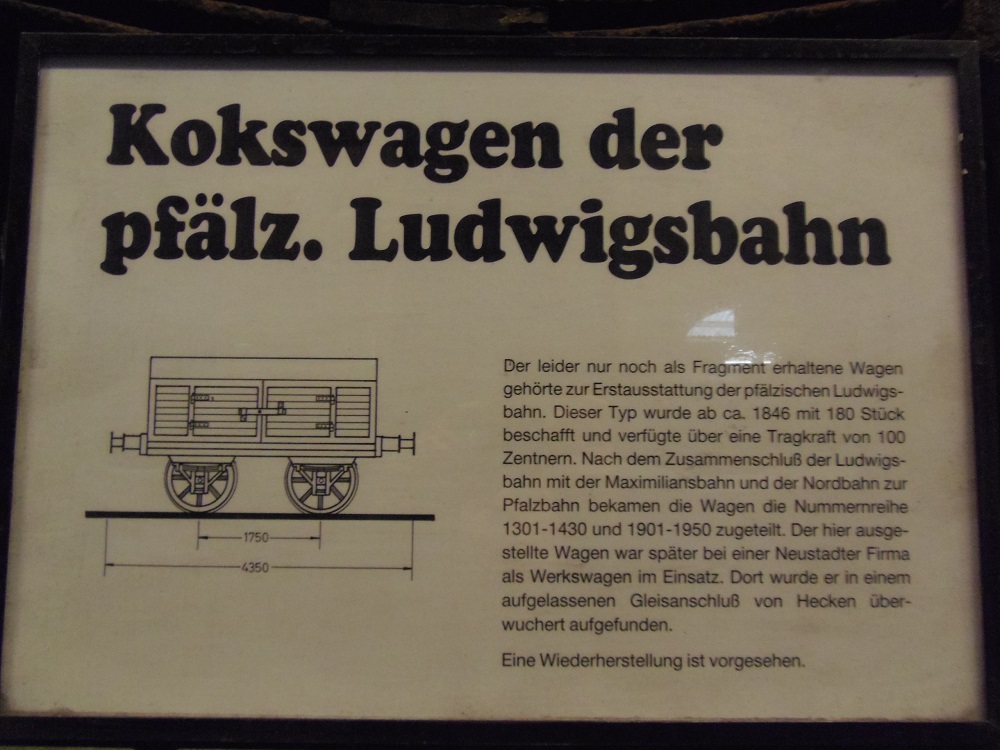 Kokswagen der
pfälz. Ludwigsbahn
Der leider nur noch als Fragment erhaltene Wagen
gehörte zur Erstausstattung der pfälzischen Ludwigs-
bahn. Dieser Typ wurde ab ca. 1846 mit 180 Stück
beschafft und verfügte über eine Tragkraft von 100
Zentnern. Nach dem Zusammenschluß der Ludwigs-
bahn mit der Maximiliansbahn und der Nordbahn zur
Pfalzbahn bekamen die Wagen die Nummernreihe
1301-1430 und 1901-1950 zugeteilt. Der hier ausge-
stellte Wagen war später bei einer Neustadter Firma
als Werkswagen im Einsatz. Dort wurde er in einem
aufgelassenen Gleisanschluß von Hecken über-
wuchert aufgefunden.
Eine Wiederherstellung ist vorgesehen.
1750
4350